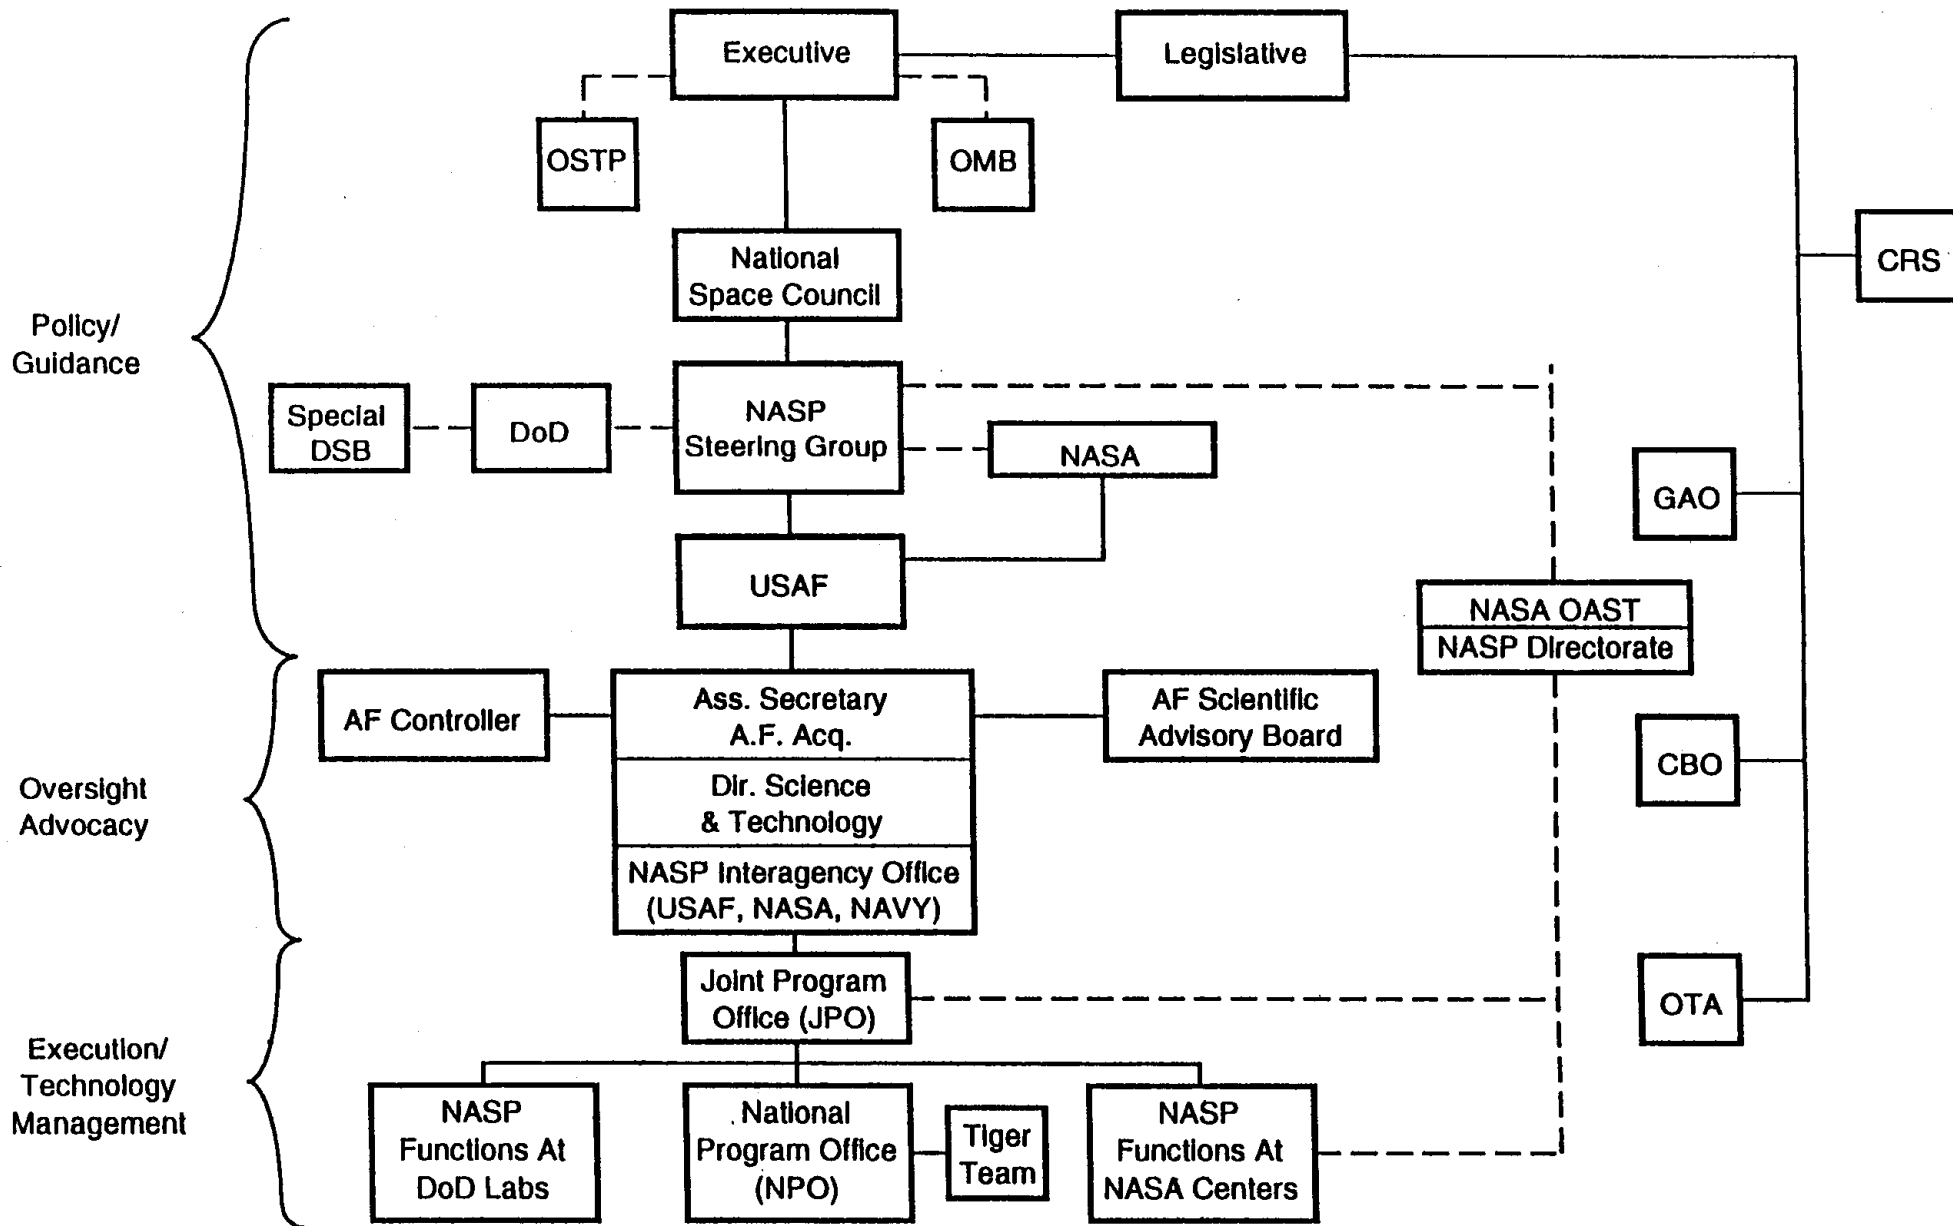 Executive
Legislative
OSTP
OMB
National
Space Council
CRS
Policy/
Guidance
Special
DSB
DoD
NASP
Steering Group
NASA
GAO
USAF
NASA OAST
NASP Directorate
AF Controller
Ass. Secretary
A.F. Acq.
AF Scientific
Advisory Board
Oversight
Advocacy
Dir. Science
& Technology
CBO
NASP Interagency Office
(USAF, NASA, NAVY)
Joint Program
Office (JPO)
OTA
Execution/
Technology
Management
NASP
Functions At
DoD Labs
National
Program Office
(NPO)
Tiger
Team
NASP
Functions At
NASA Centers